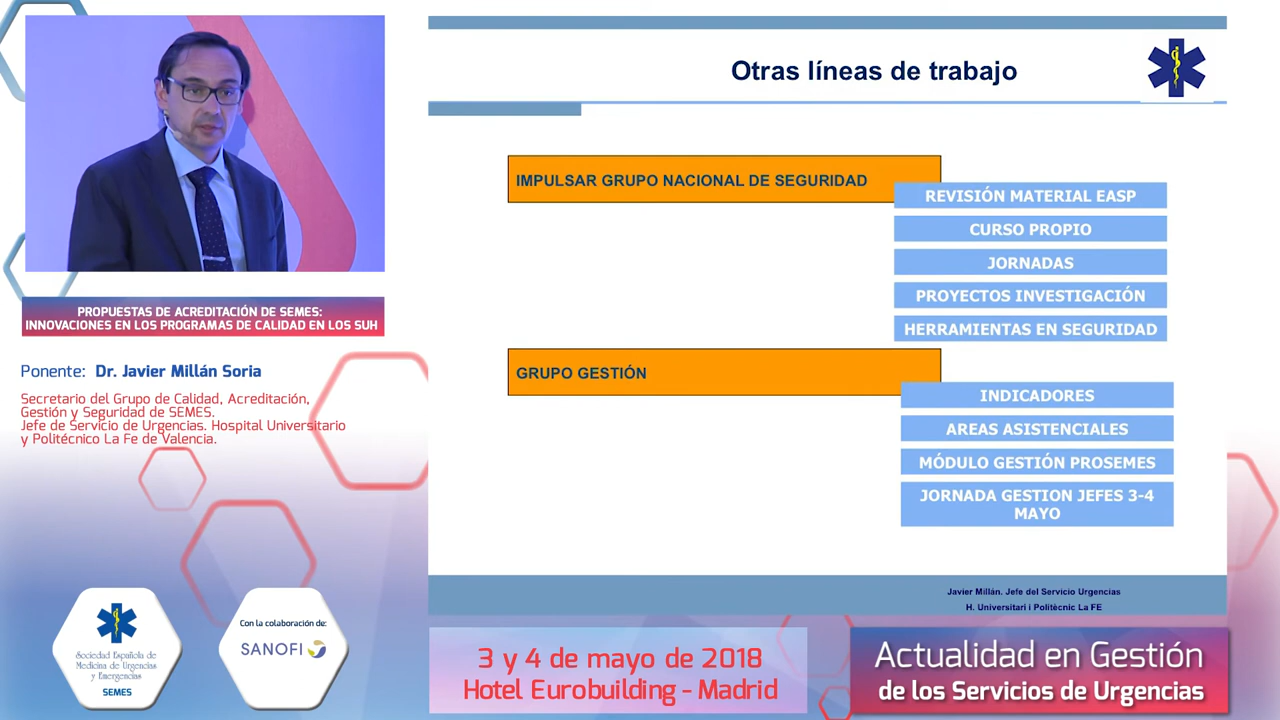 PROPUESTAS DE ACREDITACIÓN DE SEMES:
INNOVACIONES EN LOS PROGRAMAS DE CALIDAD EN LOS SUH
Ponente: Dr. Javier Millán Soria
Secretario del Grupo de Calidad, Acreditación,
Gestión y Seguridad de SEMES.
Jefe de Servicio de Urgencias. Hospital Universitario
y Politécnico La Fe de Valencia.
Sociedad Española de
Medicina de Urgencias
y Emergencias
SEMES
Con la colaboración de:
SANOFI
Otras líneas de trabajo
IMPULSAR GRUPO NACIONAL DE SEGURIDAD
REVISIÓN MATERIAL EASP
CURSO PROPIO
JORNADAS
PROYECTOS INVESTIGACIÓN
HERRAMIENTAS EN SEGURIDAD
GRUPO GESTIÓN
INDICADORES
AREAS ASISTENCIALES
MÓDULO GESTIÓN PROSEMES
JORNADA GESTION JEFES 3-4
MAYO
Javier Millán. Jefe del Servicio Urgencias
H. Universitari i Politècnic La FE
3 y 4 de mayo de 2018
Hotel Eurobuilding - Madrid
Actualidad en Gestión
de los Servicios de Urgencias